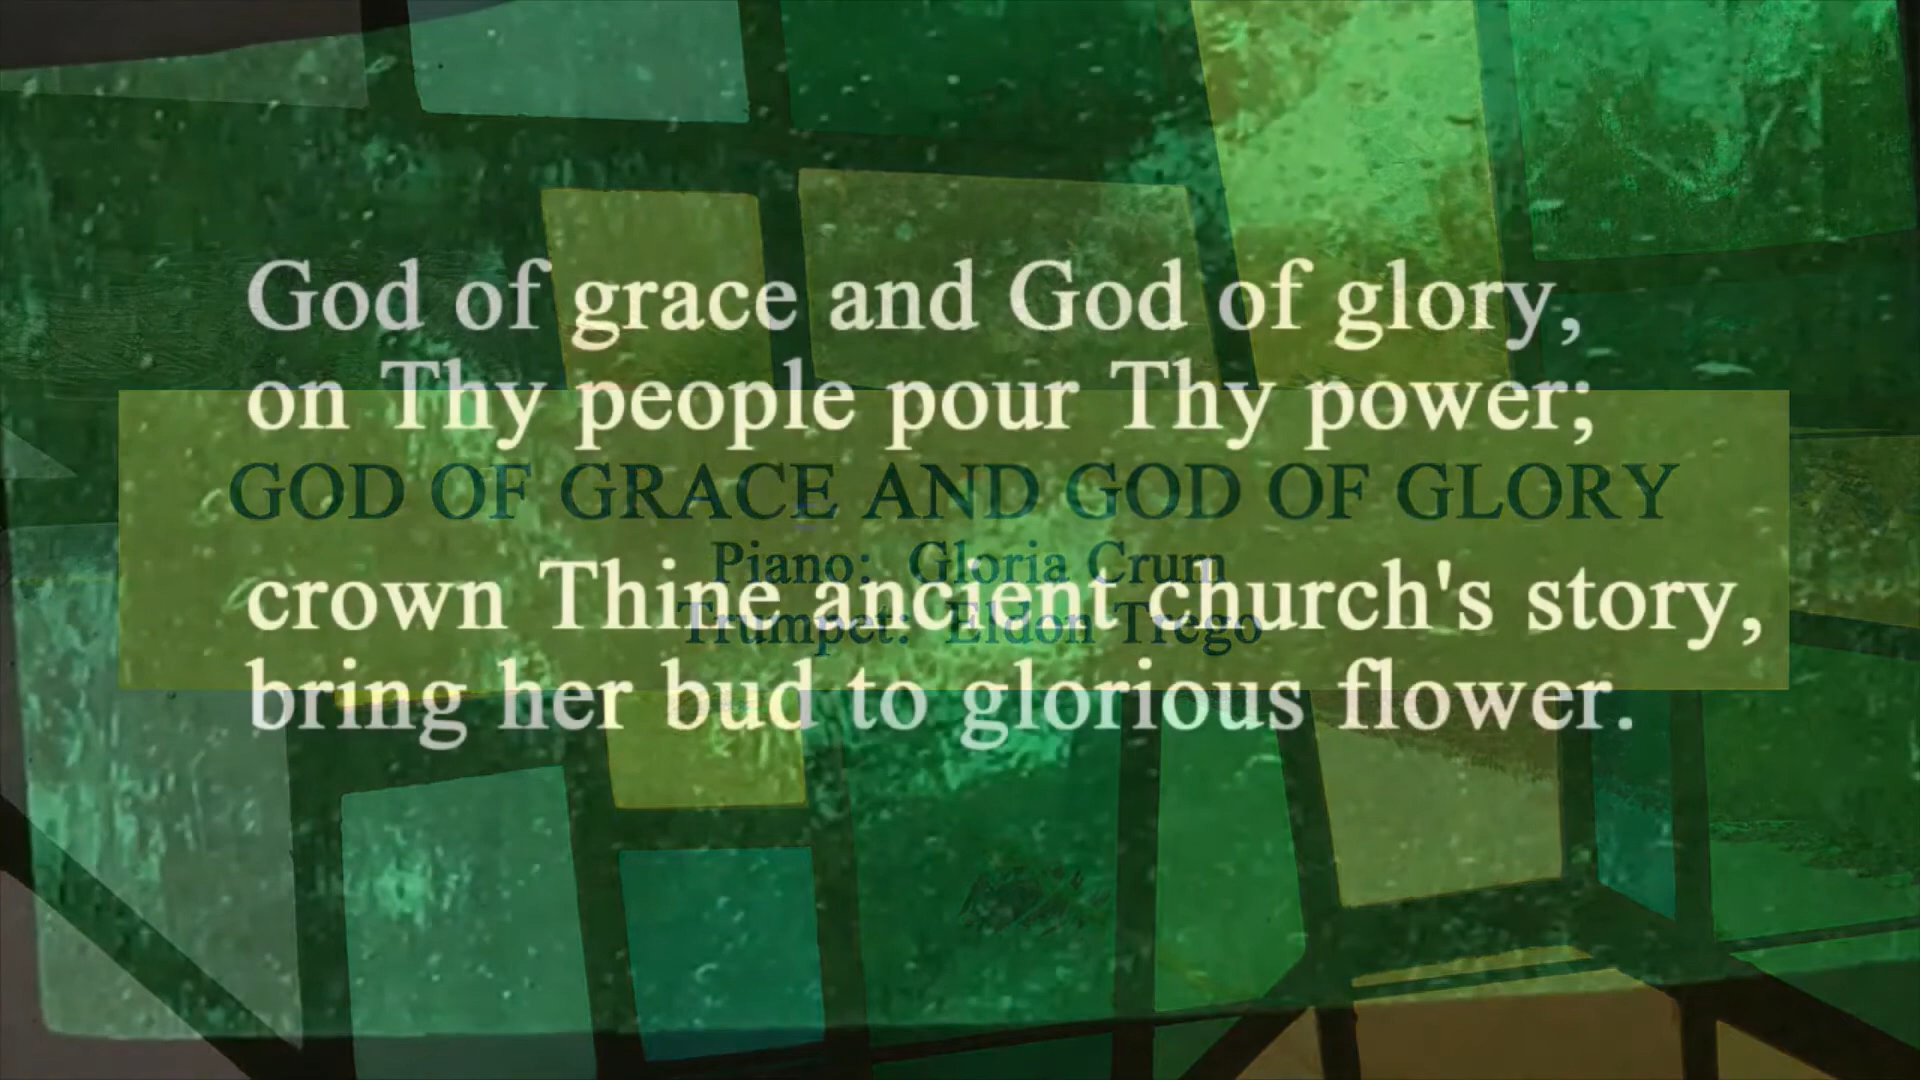 God of grace and God of glory,
on Thy people pour Thy power;
GOD OF GRACE AND GOD OF GLORY
Piano: Gloria Crum
crown Thine ancient church's story,
Trumpet: Eldon Trego
bring her bud to glorious flower.